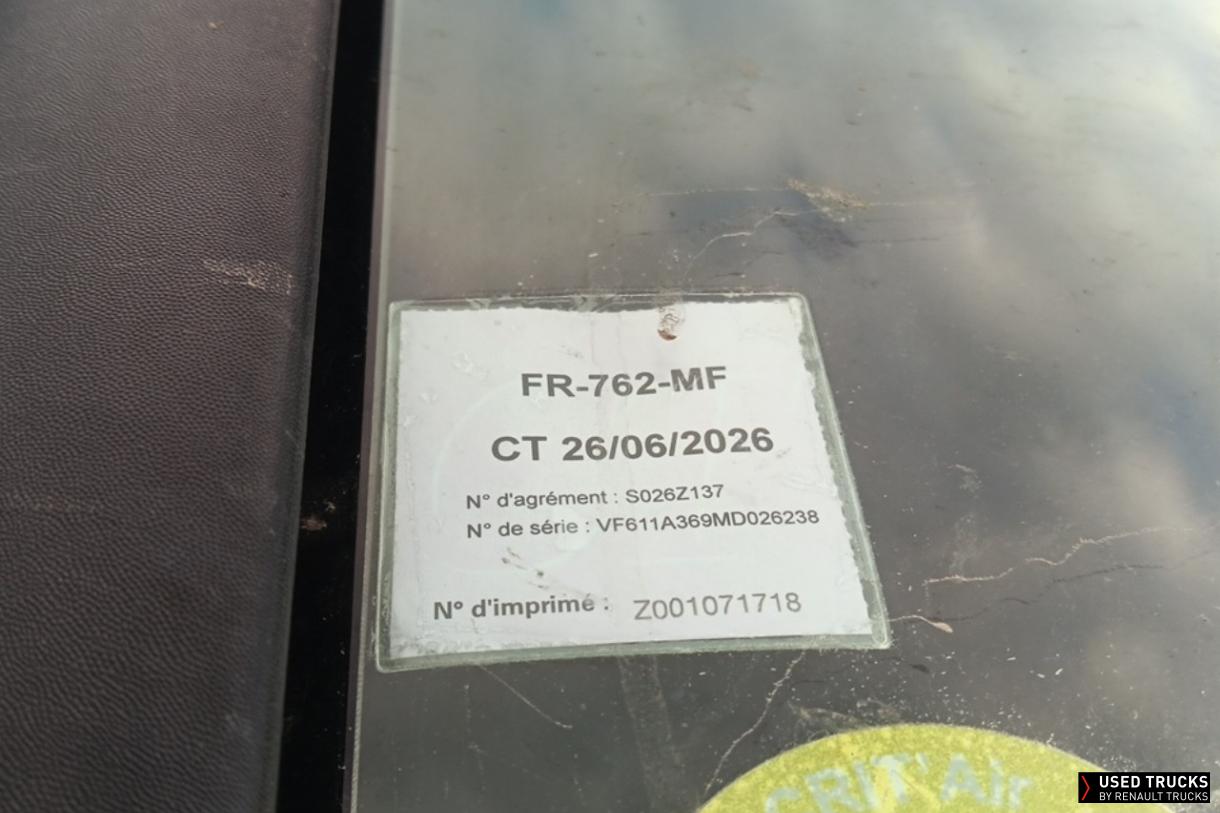 FR-762-MF
CT 26/06/2026
N° d'agrément : S026Z137
N° de série : VF611A369MD026238
N° d'imprimé : Z001071718
CRIT'Air
USED TRUCKS
BY RENAULT TRUCKS